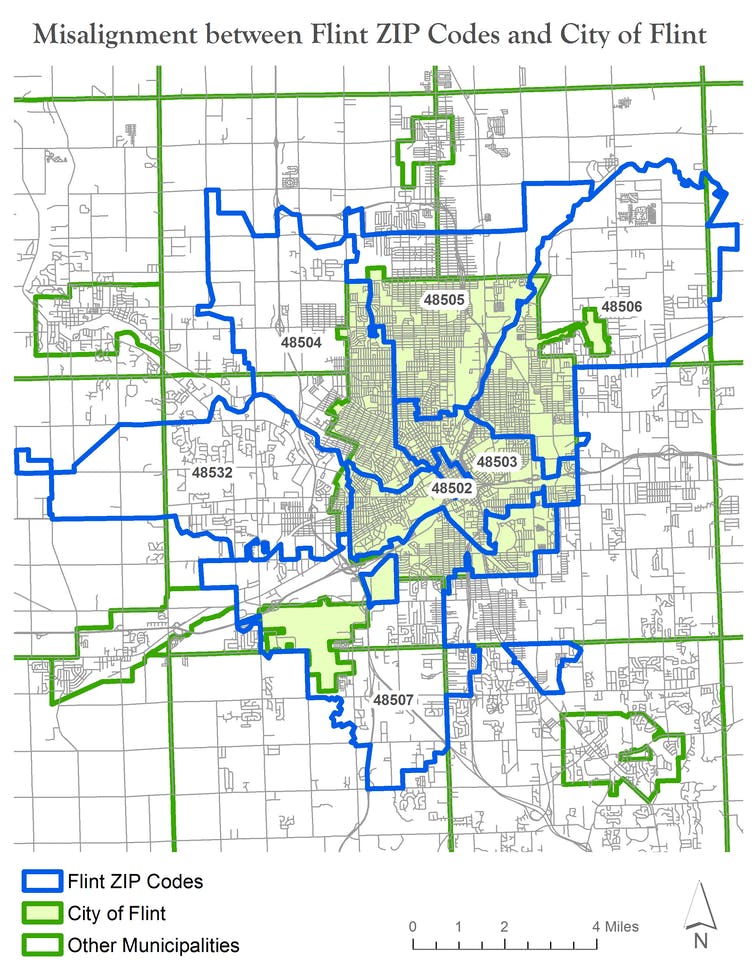 Misalignment between Flint ZIP Codes and City of Flint
48505
48506
48504
48503
48532
48502
48507
Flint ZIP Codes
City of Flint
Other Municipalities
0 1 2 4 Miles
N